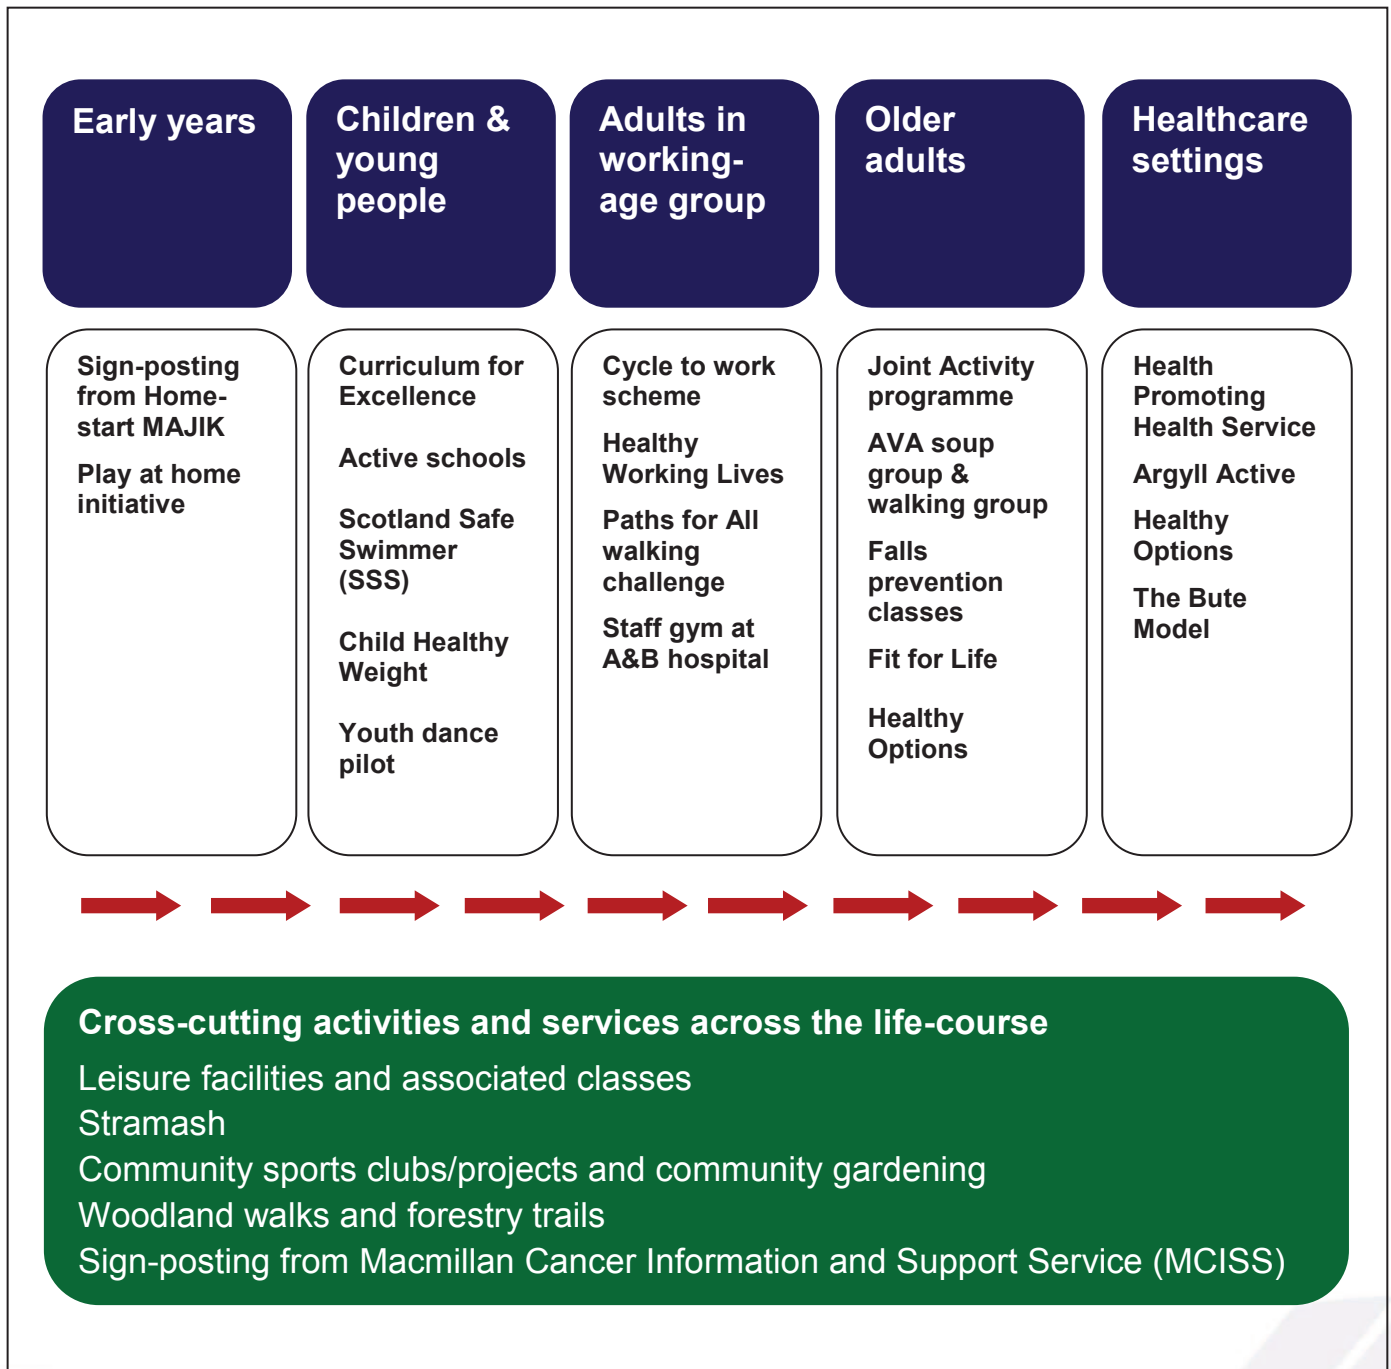 Early years
Children &
young
people
Adults in
working-
age group
Older
adults
Healthcare
settings
Sign-posting
from Home-
start MAJIK
Play at home
initiative
Curriculum for
Excellence
Active schools
Scotland Safe
Swimmer
(SSS)
Child Healthy
Weight
Youth dance
pilot
Cycle to work
scheme
Healthy
Working Lives
Paths for All
walking
challenge
Staff gym at
A&B hospital
Joint Activity
programme
AVA soup
group &
walking group
Falls
prevention
classes
Fit for Life
Healthy
Options
Health
Promoting
Health Service
Argyll Active
Healthy
Options
The Bute
Model
Cross-cutting activities and services across the life-course
Leisure facilities and associated classes
Stramash
Community sports clubs/projects and community gardening
Woodland walks and forestry trails
Sign-posting from Macmillan Cancer Information and Support Service (MCISS)